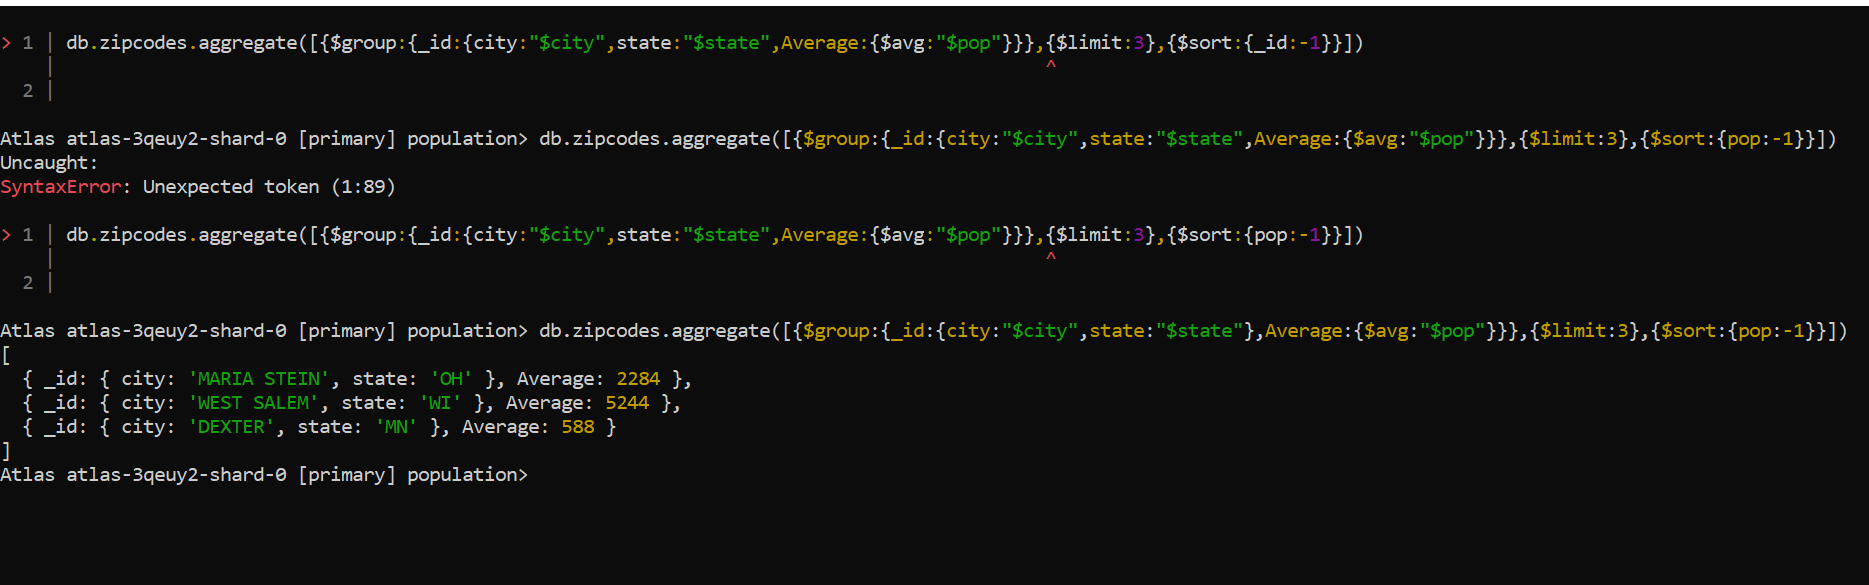 > 1 | db.zipcodes.aggregate([{$group:{_id:{city:"$city",state:"$state",Average:{$avg:"$pop"}}},{$limit:3},{$sort:{_id:-1}}])
| ^
2 |
Atlas atlas-3qeuy2-shard-0 [primary] population> db.zipcodes.aggregate([{$group:{_id:{city:"$city",state:"$state",Average:{$avg:"$pop"}}},{$limit:3},{$sort:{pop:-1}}])
Uncaught:
SyntaxError: Unexpected token (1:89)
> 1 | db.zipcodes.aggregate([{$group:{_id:{city:"$city",state:"$state",Average:{$avg:"$pop"}}},{$limit:3},{$sort:{pop:-1}}])
| ^
2 |
Atlas atlas-3qeuy2-shard-0 [primary] population> db.zipcodes.aggregate([{$group:{_id:{city:"$city",state:"$state"},Average:{$avg:"$pop"}}},{$limit:3},{$sort:{pop:-1}}])
[
{ _id: { city: 'MARIA STEIN', state: 'OH' }, Average: 2284 },
{ _id: { city: 'WEST SALEM', state: 'WI' }, Average: 5244 },
{ _id: { city: 'DEXTER', state: 'MN' }, Average: 588 }
]
Atlas atlas-3qeuy2-shard-0 [primary] population>